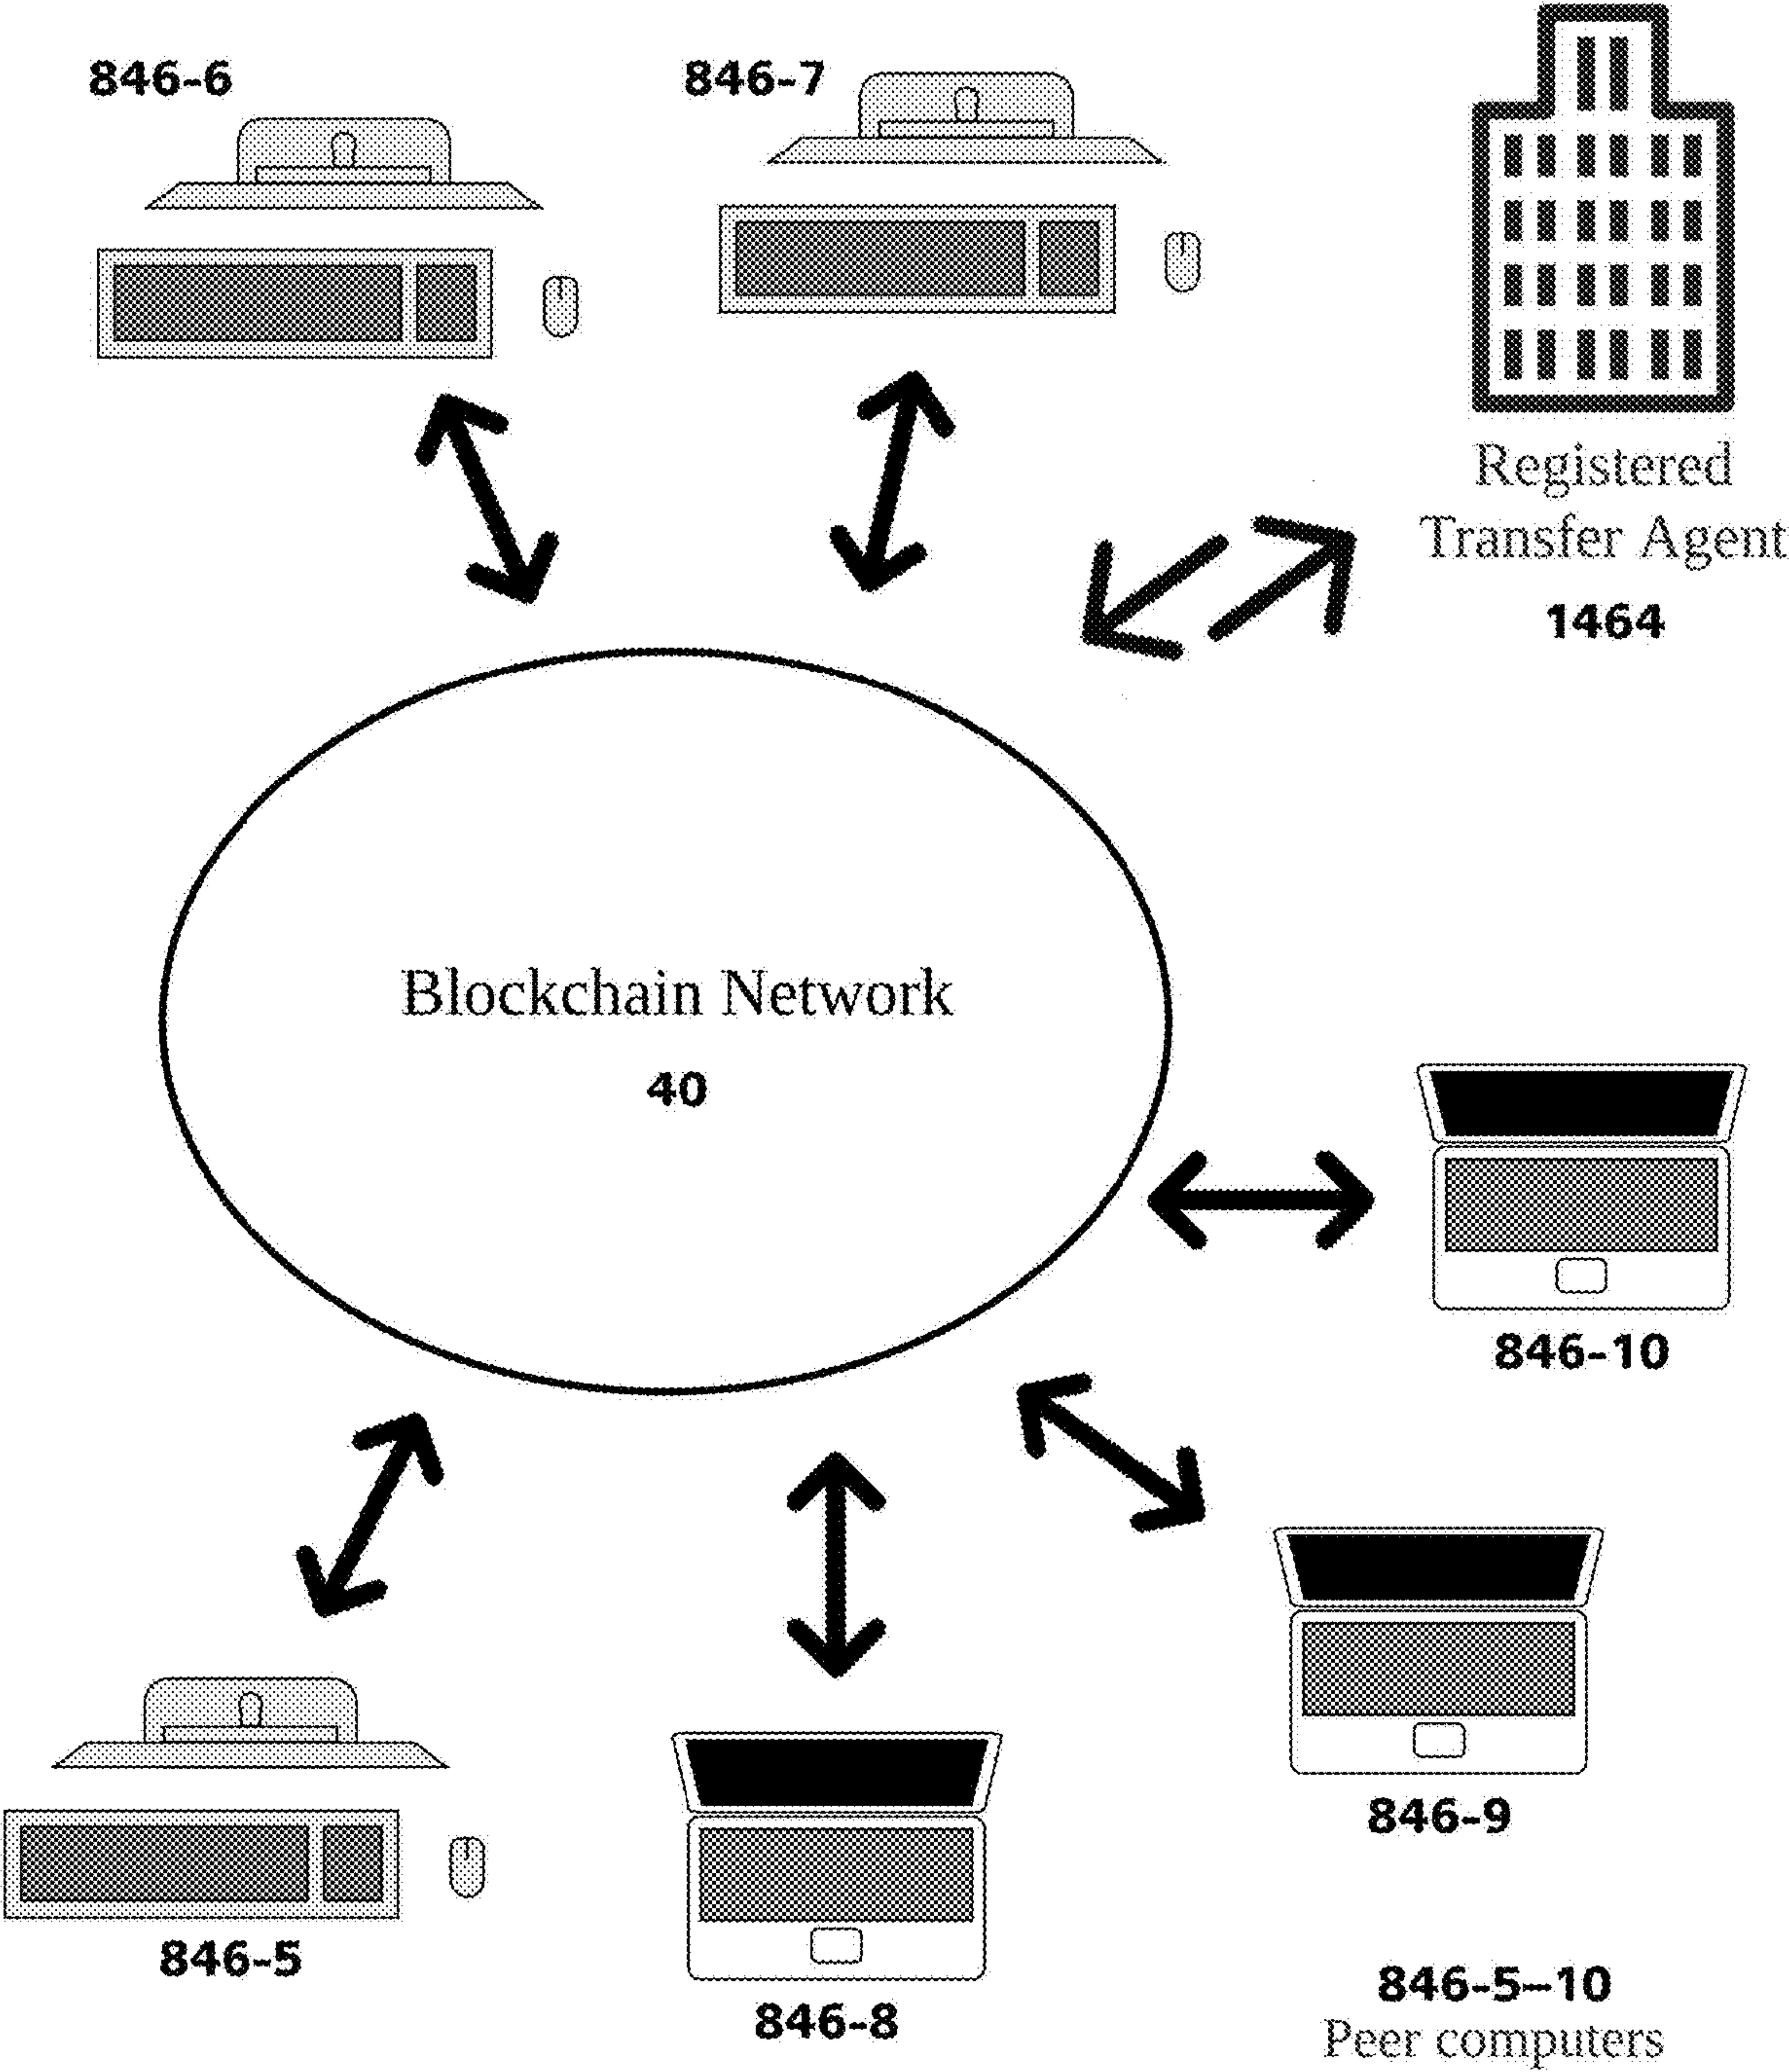 846-6
846-7
Registered
Transfer Agent
1464
Blockchain Network
40
846-10
846-9
846-5
846-8
846-5–10
Peer computers